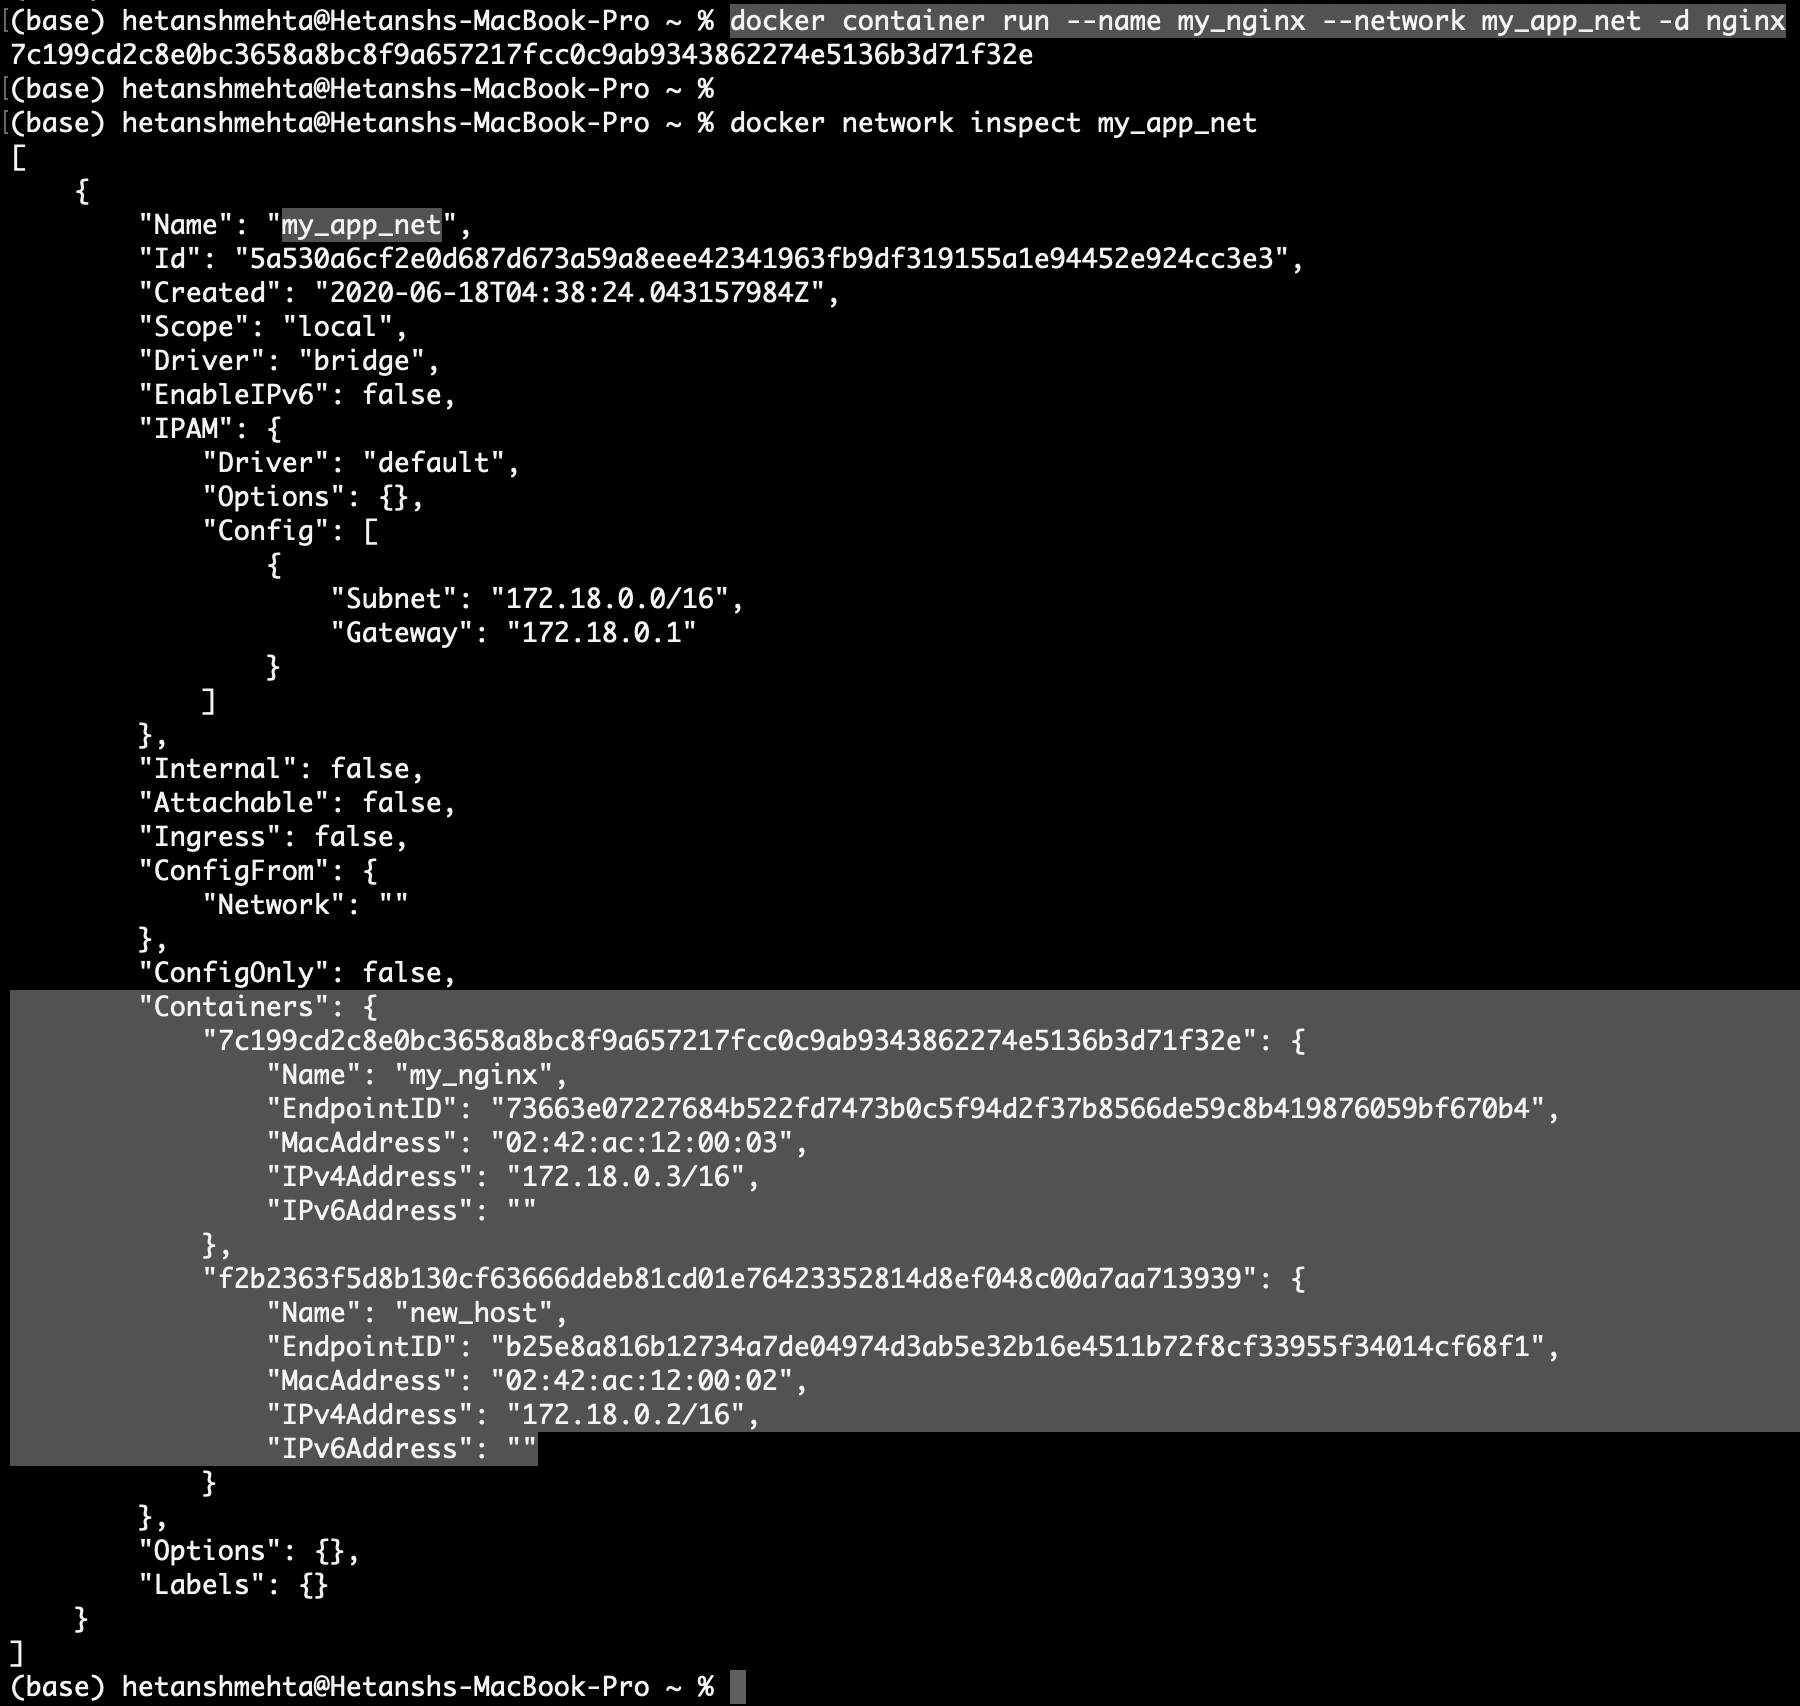 (base) hetanshmehta@Hetanshs-MacBook-Pro ~ % docker container run --name my_nginx --network my_app_net -d nginx
7c199cd2c8e0bc3658a8bc8f9a657217fcc0c9ab9343862274e5136b3d71f32e
(base) hetanshmehta@Hetanshs-MacBook-Pro ~ %
(base) hetanshmehta@Hetanshs-MacBook-Pro ~ % docker network inspect my_app_net
[
    {
        "Name": "my_app_net",
        "Id": "5a530a6cf2e0d687d673a59a8eee42341963fb9df319155a1e94452e924cc3e3",
        "Created": "2020-06-18T04:38:24.043157984Z",
        "Scope": "local",
        "Driver": "bridge",
        "EnableIPv6": false,
        "IPAM": {
            "Driver": "default",
            "Options": {},
            "Config": [
                {
                    "Subnet": "172.18.0.0/16",
                    "Gateway": "172.18.0.1"
                }
            ]
        },
        "Internal": false,
        "Attachable": false,
        "Ingress": false,
        "ConfigFrom": {
            "Network": ""
        },
        "ConfigOnly": false,
        "Containers": {
            "7c199cd2c8e0bc3658a8bc8f9a657217fcc0c9ab9343862274e5136b3d71f32e": {
                "Name": "my_nginx",
                "EndpointID": "73663e07227684b522fd7473b0c5f94d2f37b8566de59c8b419876059bf670b4",
                "MacAddress": "02:42:ac:12:00:03",
                "IPv4Address": "172.18.0.3/16",
                "IPv6Address": ""
            },
            "f2b2363f5d8b130cf63666ddeb81cd01e76423352814d8ef048c00a7aa713939": {
                "Name": "new_host",
                "EndpointID": "b25e8a816b12734a7de04974d3ab5e32b16e4511b72f8cf33955f34014cf68f1",
                "MacAddress": "02:42:ac:12:00:02",
                "IPv4Address": "172.18.0.2/16",
                "IPv6Address": ""
            }
        },
        "Options": {},
        "Labels": {}
    }
]
(base) hetanshmehta@Hetanshs-MacBook-Pro ~ %